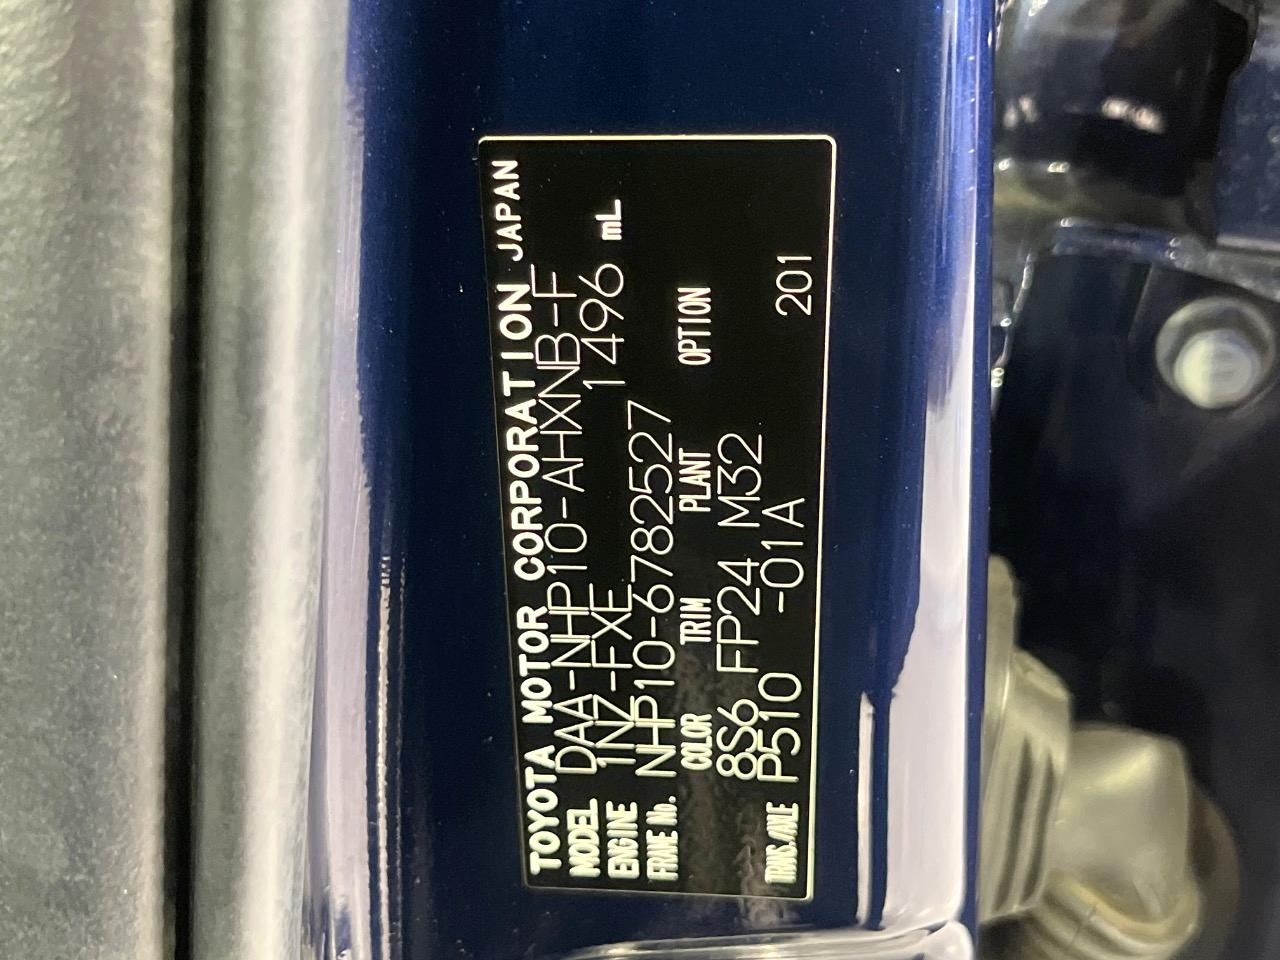 TOYOTA MOTOR CORPORATION JAPAN
MODEL DAA-NHP10-AHXNB-F
ENGINE 1NZ-FXE 1496 mL
FRAME No. NHP10-6782527
COLOR TRIM PLANT OPTION
8S6 FP24 M32
TRANS./AXLE P510 -01A 201